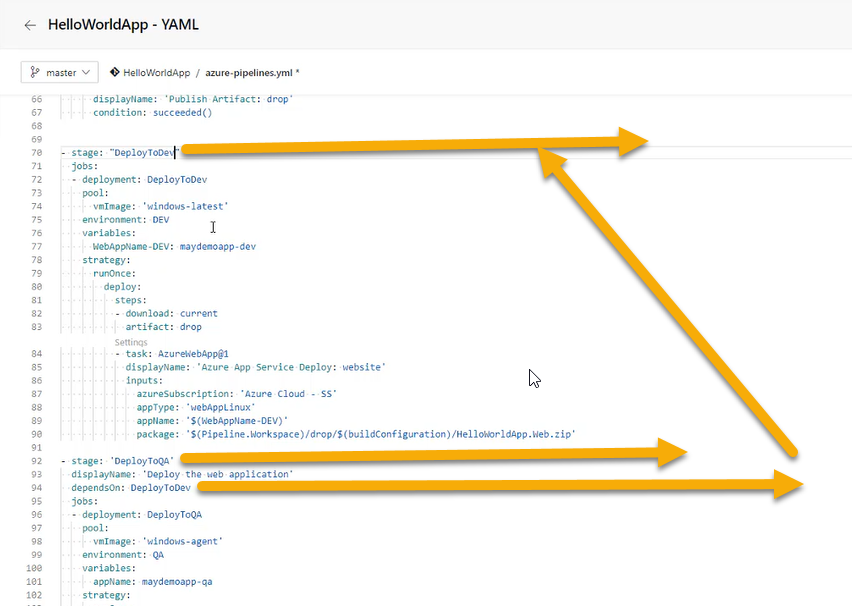 HelloWorldApp - YAML
master HelloWorldApp / azure-pipelines.yml *
66 displayName: 'Publish Artifact: drop'
67 condition: succeeded()
68
69
70 - stage: "DeployToDev"
71 jobs:
72 - deployment: DeployToDev
73 pool:
74 vmImage: 'windows-latest'
75 environment: DEV
76 variables:
77 WebAppName-DEV: maydemoapp-dev
78 strategy:
79 runOnce:
80 deploy:
81 steps:
82 - download: current
83 artifact: drop
Settings
84 - task: AzureWebApp@1
85 displayName: 'Azure App Service Deploy: website'
86 inputs:
87 azureSubscription: 'Azure Cloud - SS'
88 appType: 'webAppLinux'
89 appName: '$(WebAppName-DEV)'
90 package: '$(Pipeline.Workspace)/drop/$(buildConfiguration)/HelloWorldApp.Web.zip'
91
92 - stage: 'DeployToQA'
93 displayName: 'Deploy the web application'
94 dependsOn: DeployToDev
95 jobs:
96 - deployment: DeployToQA
97 pool:
98 vmImage: 'windows-agent'
99 environment: QA
100 variables:
101 appName: maydemoapp-qa
102 strategy: